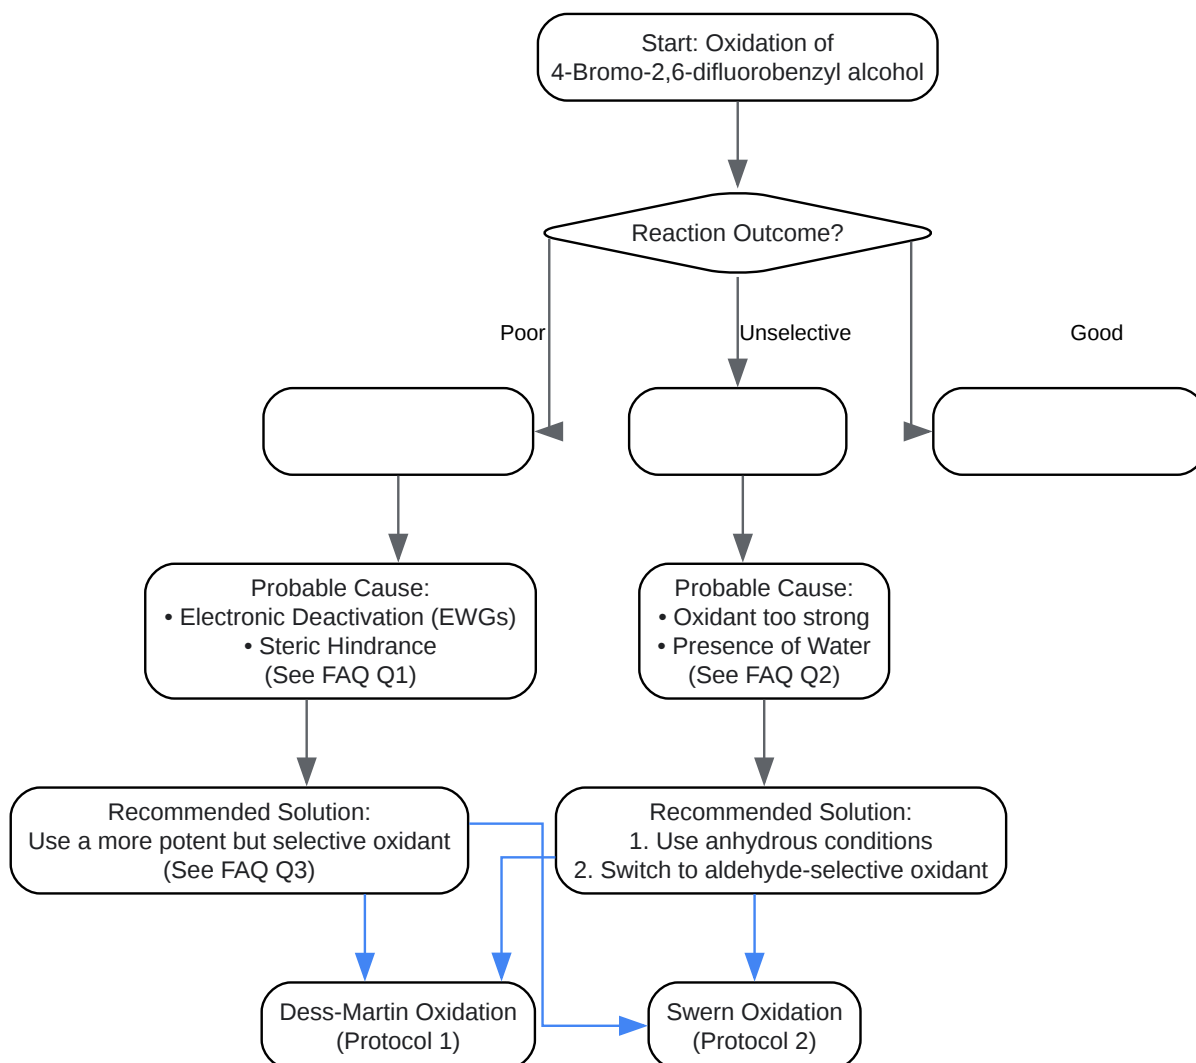 Start: Oxidation of
4-Bromo-2,6-difluorobenzyl alcohol
Reaction Outcome?
Poor
Unselective
Good
Probable Cause:
• Electronic Deactivation (EWGs)
• Steric Hindrance
(See FAQ Q1)
Probable Cause:
• Oxidant too strong
• Presence of Water
(See FAQ Q2)
Recommended Solution:
Use a more potent but selective oxidant
(See FAQ Q3)
Recommended Solution:
1. Use anhydrous conditions
2. Switch to aldehyde-selective oxidant
Dess-Martin Oxidation
(Protocol 1)
Swern Oxidation
(Protocol 2)